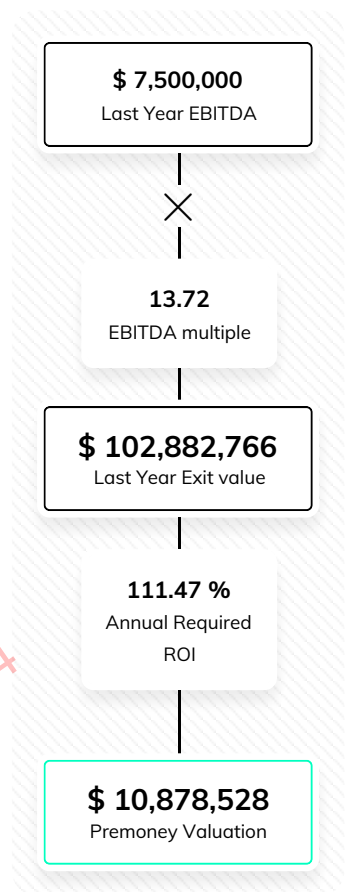 $ 7,500,000
Last Year EBITDA
13.72
EBITDA multiple
$ 102,882,766
Last Year Exit value
111.47 %
Annual Required
ROI
$ 10,878,528
Premoney Valuation